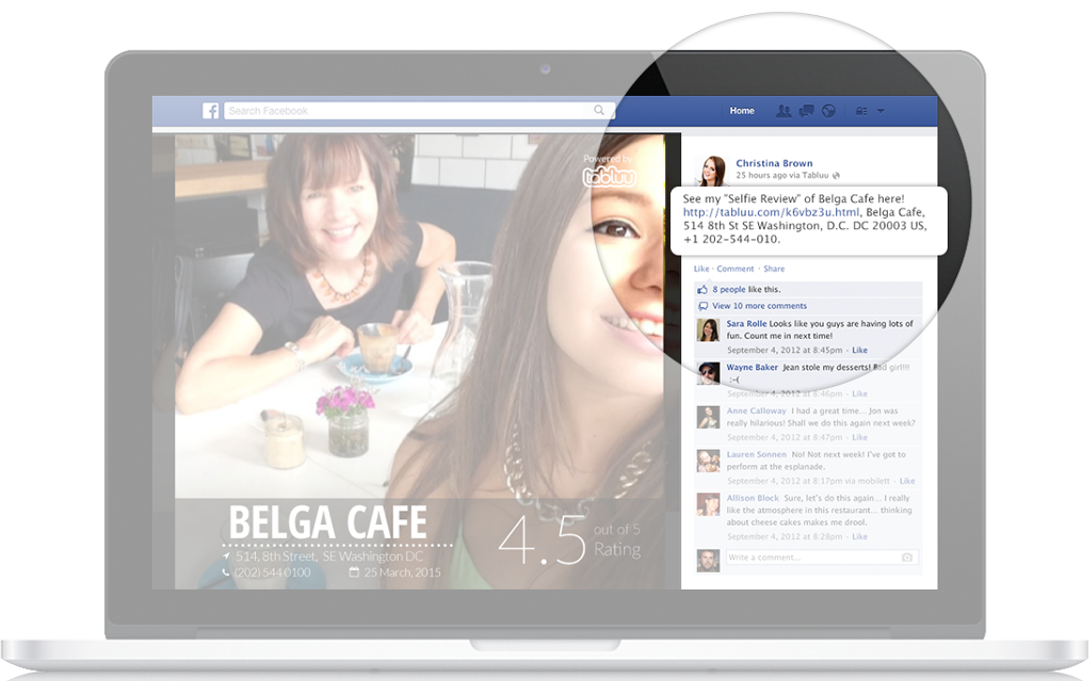 Search Facebook
Home
Powered by
tabluu
Christina Brown
25 hours ago via Tabluu
See my "Selfie Review" of Belga Cafe here!
http://tabluu.com/k6vbz3u.html, Belga Cafe,
514 8th St SE Washington, D.C. DC 20003 US,
+1 202-544-010.
Like · Comment · Share
8 people like this.
View 10 more comments
Sara Rolle Looks like you guys are having lots of
fun. Count me in next time!
September 4, 2012 at 8:45pm · Like
Wayne Baker Jean stole my desserts! Bad girl!!!!
:-(
September 4, 2012 at 8:46pm · Like
Anne Calloway I had a great time... Jon was
really hilarious! Shall we do this again next week?
September 4, 2012 at 8:47pm · Like
Lauren Sonnen No! Not next week! I've got to
perform at the esplanade.
September 4, 2012 at 8:17pm via mobilett · Like
Allison Block Sure, let's do this again... I really
like the atmosphere in this restaurant... thinking
about cheese cakes makes me drool.
September 4, 2012 at 8:28pm · Like
Write a comment...
BELGA CAFE
514, 8th Street, SE Washington DC
(202) 544 0100
25 March, 2015
4.5
out of 5
Rating